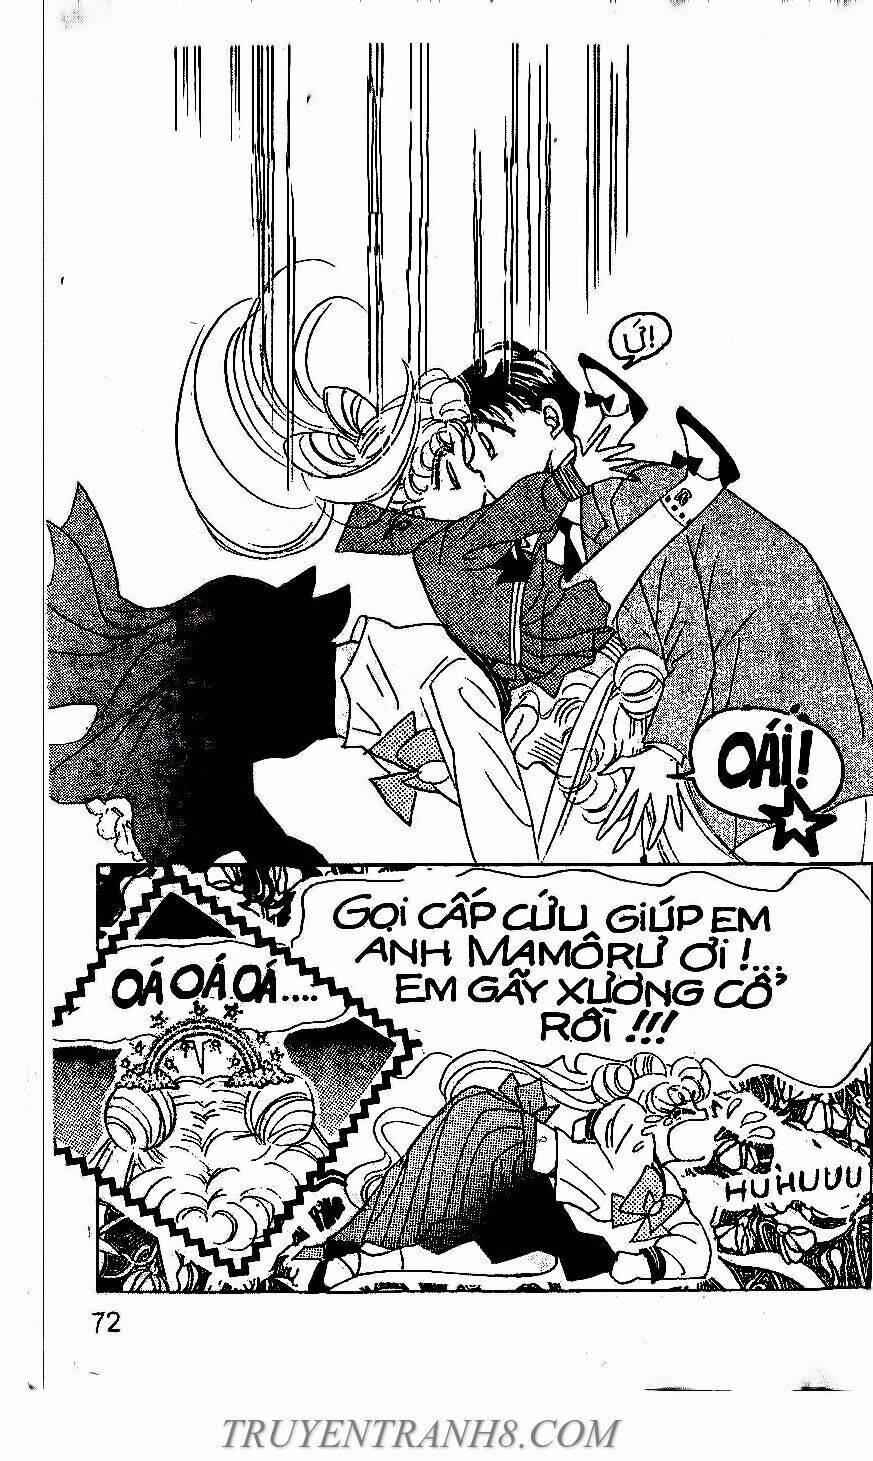 Ứ!
OÁI!
GỌI CẤP CỨU GIÚP EM
ANH MAMÔRƯ ƠI!...
EM GÃY XƯƠNG CỔ
RỒI!!!
OÁ OÁ OÁ....
HU HUUU
72
TRUYENTRANH8.COM